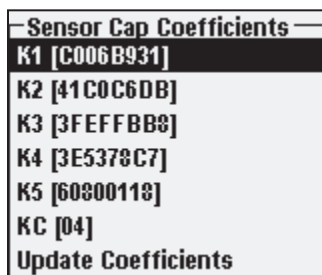 Sensor Cap Coefficients
K1 [C006B931]
K2 [41C0C6DB]
K3 [3FEFFBB8]
K4 [3E5378C7]
K5 [60800118]
KC [04]
Update Coefficients